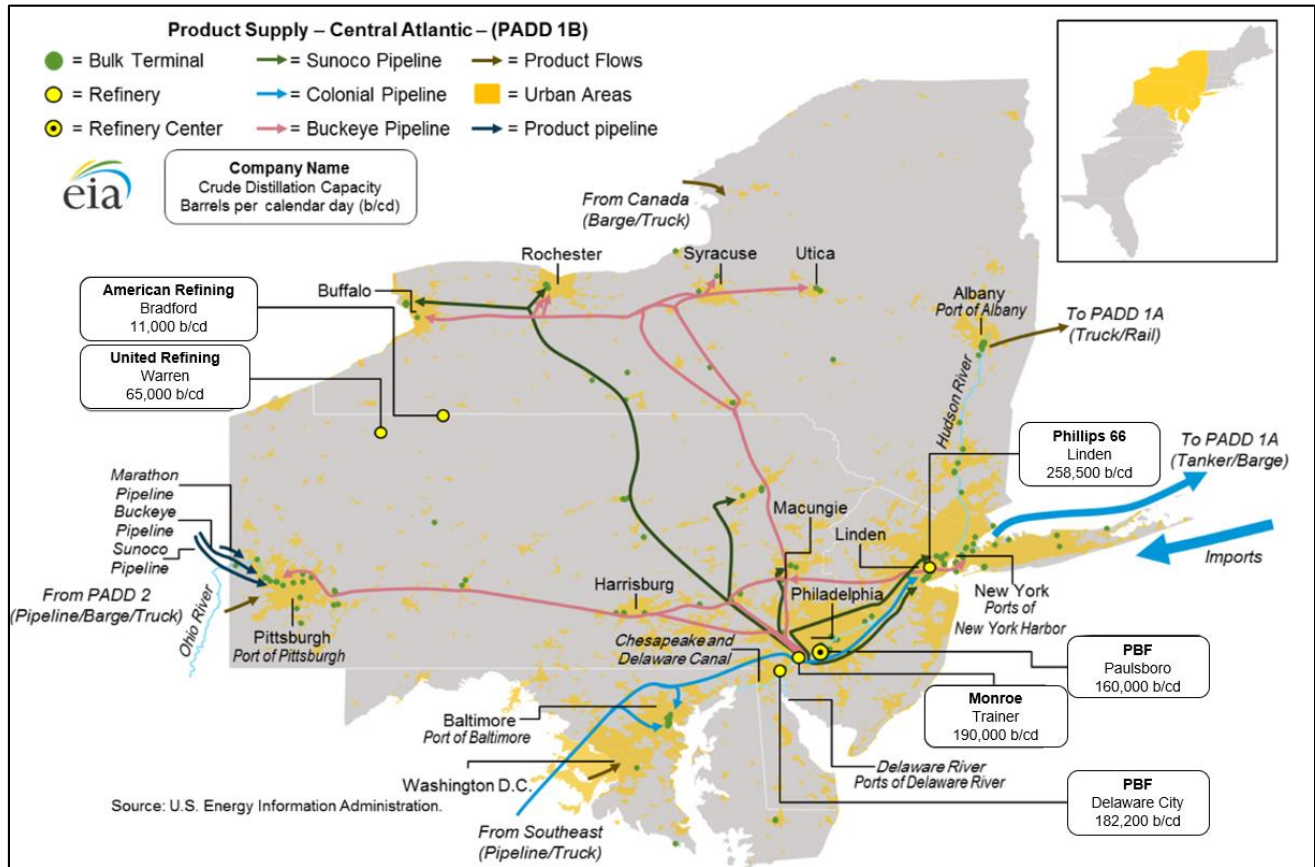 Product Supply – Central Atlantic – (PADD 1B)
= Bulk Terminal
= Sunoco Pipeline
= Product Flows
= Refinery
= Colonial Pipeline
= Urban Areas
= Refinery Center
= Buckeye Pipeline
= Product pipeline
eia
Company Name
Crude Distillation Capacity
Barrels per calendar day (b/cd)
From Canada
(Barge/Truck)
Rochester
Syracuse
Utica
Buffalo
American Refining
Bradford
11,000 b/cd
United Refining
Warren
65,000 b/cd
Albany
Port of Albany
To PADD 1A
(Truck/Rail)
Hudson River
Phillips 66
Linden
258,500 b/cd
To PADD 1A
(Tanker/Barge)
Marathon
Pipeline
Buckeye
Pipeline
Sunoco
Pipeline
Macungie
Linden
Imports
From PADD 2
(Pipeline/Barge/Truck)
Ohio River
Harrisburg
Philadelphia
New York
Ports of
New York Harbor
Pittsburgh
Port of Pittsburgh
Chesapeake and
Delaware Canal
PBF
Paulsboro
160,000 b/cd
Monroe
Trainer
190,000 b/cd
Baltimore
Port of Baltimore
Washington D.C.
Delaware River
Ports of Delaware River
PBF
Delaware City
182,200 b/cd
Source: U.S. Energy Information Administration.
From Southeast
(Pipeline/Truck)